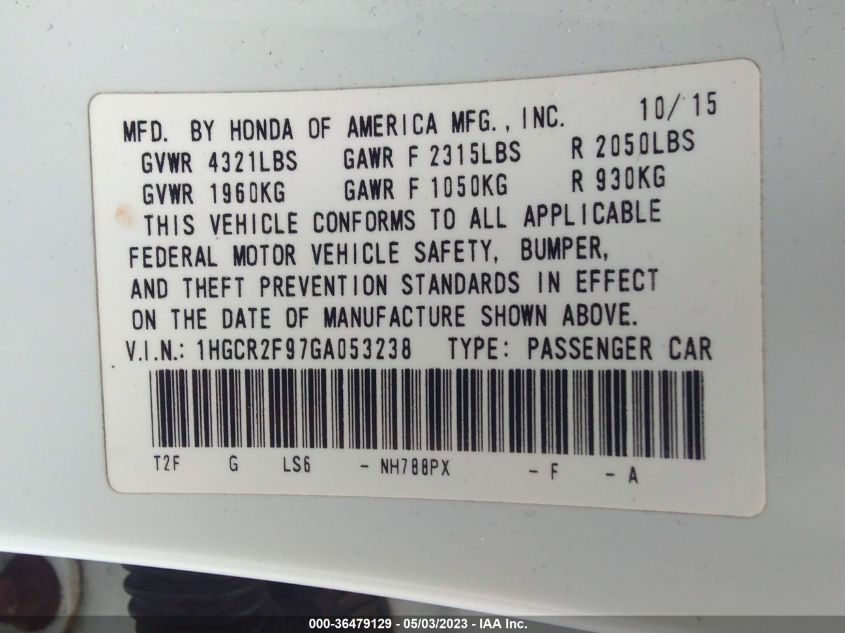 MFD. BY HONDA OF AMERICA MFG., INC. 10/15
GVWR 4321LBS GAWR F 2315LBS R 2050LBS
GVWR 1960KG GAWR F 1050KG R 930KG
THIS VEHICLE CONFORMS TO ALL APPLICABLE
FEDERAL MOTOR VEHICLE SAFETY, BUMPER,
AND THEFT PREVENTION STANDARDS IN EFFECT
ON THE DATE OF MANUFACTURE SHOWN ABOVE.
V.I.N.: 1HGCR2F97GA053238 TYPE: PASSENGER CAR
T2F G LS6 - NH788PX - F - A
000-36479129 - 05/03/2023 - IAA Inc.